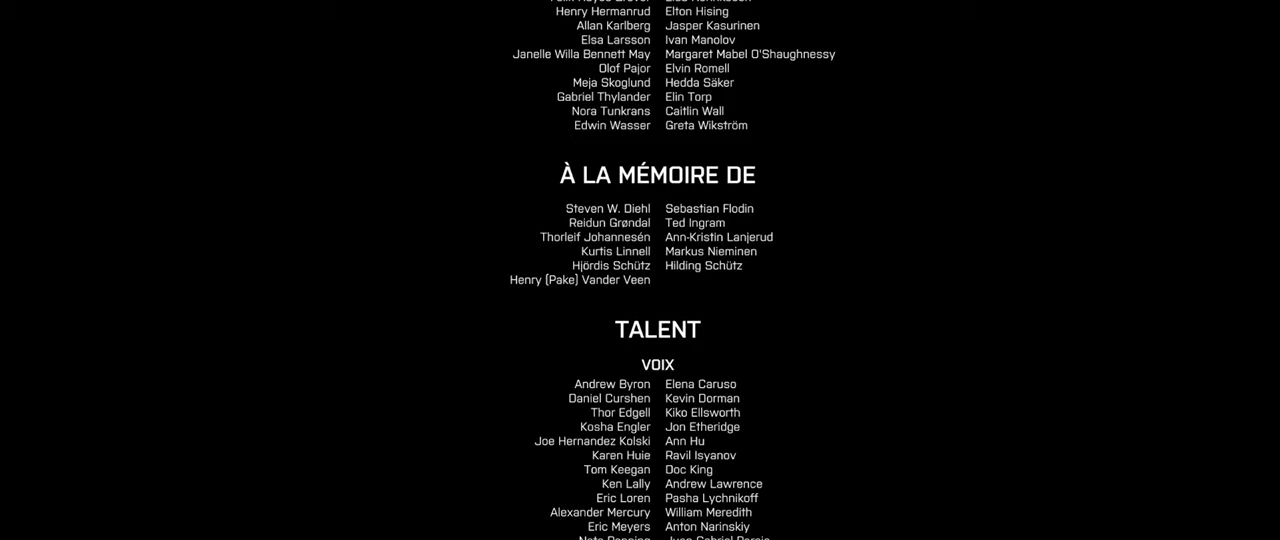 Henry Hermanrud Elton Hising
Allan Karlberg Jasper Kasurinen
Elsa Larsson Ivan Manolov
Janelle Willa Bennett May Margaret Mabel O'Shaughnessy
Olof Pajor Elvin Romell
Meja Skoglund Hedda Säker
Gabriel Thylander Elin Torp
Nora Tunkrans Caitlin Wall
Edwin Wasser Greta Wikström
À LA MÉMOIRE DE
Steven W. Diehl Sebastian Flodin
Reidun Grøndal Ted Ingram
Thorleif Johannesén Ann-Kristin Lanjerud
Kurtis Linnell Markus Nieminen
Hjördis Schütz Hilding Schütz
Henry (Pake) Vander Veen
TALENT
VOIX
Andrew Byron Elena Caruso
Daniel Curshen Kevin Dorman
Thor Edgell Kiko Ellsworth
Kosha Engler Jon Etheridge
Joe Hernandez Kolski Ann Hu
Karen Huie Ravil Isyanov
Tom Keegan Doc King
Ken Lally Andrew Lawrence
Eric Loren Pasha Lychnikoff
Alexander Mercury William Meredith
Eric Meyers Anton Narinskiy